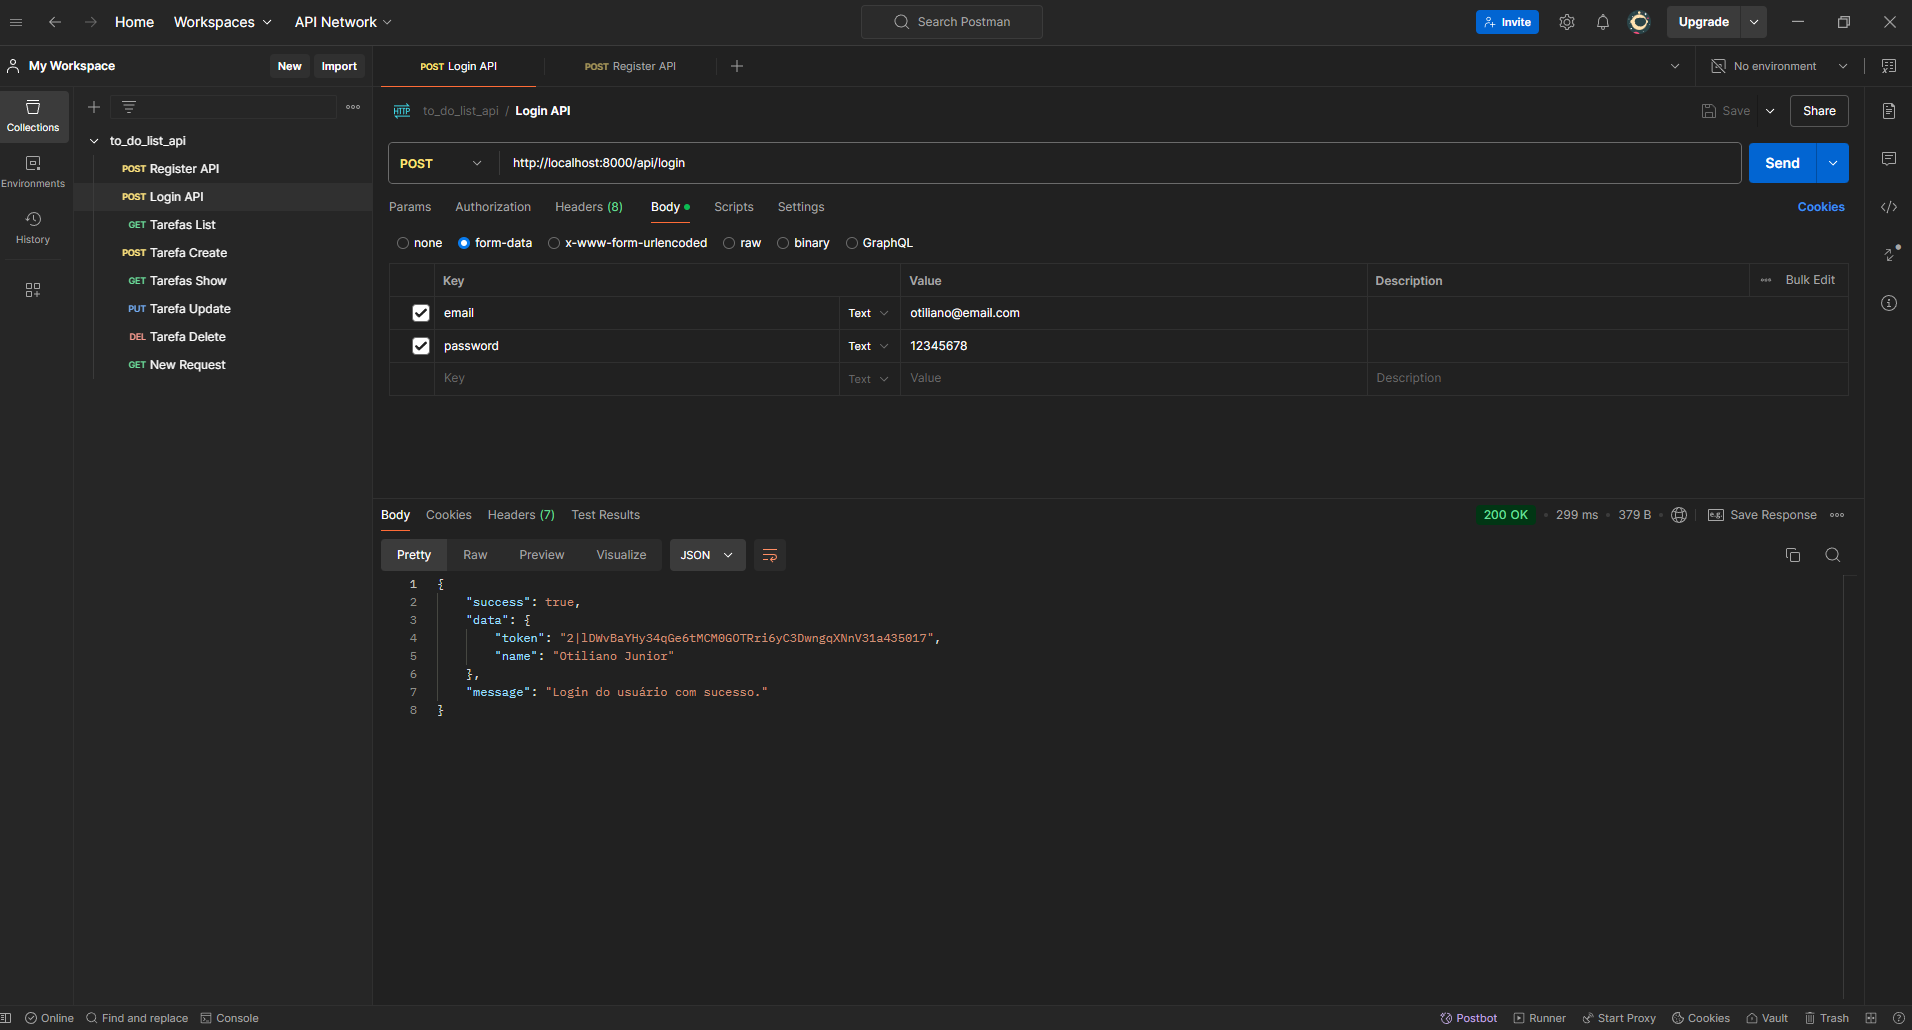 Home Workspaces API Network Search Postman Invite Upgrade
My Workspace New Import POST Login API POST Register API No environment
Collections
Environments
History
to_do_list_api
POST Register API
POST Login API
GET Tarefas List
POST Tarefa Create
GET Tarefas Show
PUT Tarefa Update
DEL Tarefa Delete
GET New Request
HTTP to_do_list_api / Login API Save Share
POST http://localhost:8000/api/login Send
Params Authorization Headers (8) Body Scripts Settings Cookies
none form-data x-www-form-urlencoded raw binary GraphQL
Key Value Description Bulk Edit
email Text otiliano@email.com
password Text 12345678
Key Text Value Description
Body Cookies Headers (7) Test Results 200 OK 299 ms 379 B e.g. Save Response
Pretty Raw Preview Visualize JSON
1 {
2 "success": true,
3 "data": {
4 "token": "2|lDWvBaYHy34qGe6tMCM0GOTRri6yC3DwngqXNnV31a435017",
5 "name": "Otiliano Junior"
6 },
7 "message": "Login do usuário com sucesso."
8 }
Online Find and replace Console Postbot Runner Start Proxy Cookies Vault Trash